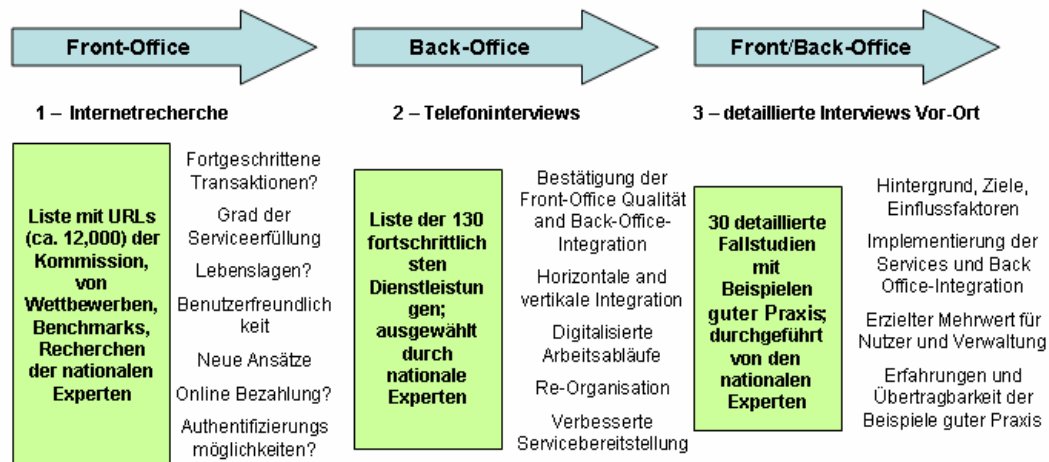 Front-Office
Back-Office
Front/Back-Office
1 – Internetrecherche
2 – Telefoninterviews
3 – detaillierte Interviews Vor-Ort
Liste mit URLs
(ca. 12,000) der
Kommission,
von
Wettbewerben,
Benchmarks,
Recherchen
der nationalen
Experten
Fortgeschrittene
Transaktionen?
Grad der
Serviceerfüllung
Lebenslagen?
Benutzerfreundlich
keit
Neue Ansätze
Online Bezahlung?
Authentifizierungs
möglichkeiten?
Liste der 130
fortschrittlich
sten
Dienstleistun
gen;
ausgewählt
durch
nationale
Experten
Bestätigung der
Front-Office Qualität
and Back-Office-
Integration
Horizontale and
vertikale Integration
Digitalisierte
Arbeitsabläufe
Re-Organisation
Verbesserte
Servicebereitstellung
30 detaillierte
Fallstudien
mit
Beispielen
guter Praxis;
durchgeführt
von den
nationalen
Experten
Hintergrund, Ziele,
Einflussfaktoren
Implementierung der
Services und Back
Office-Integration
Erzielter Mehrwert für
Nutzer und Verwaltung
Erfahrungen und
Übertragbarkeit der
Beispiele guter Praxis